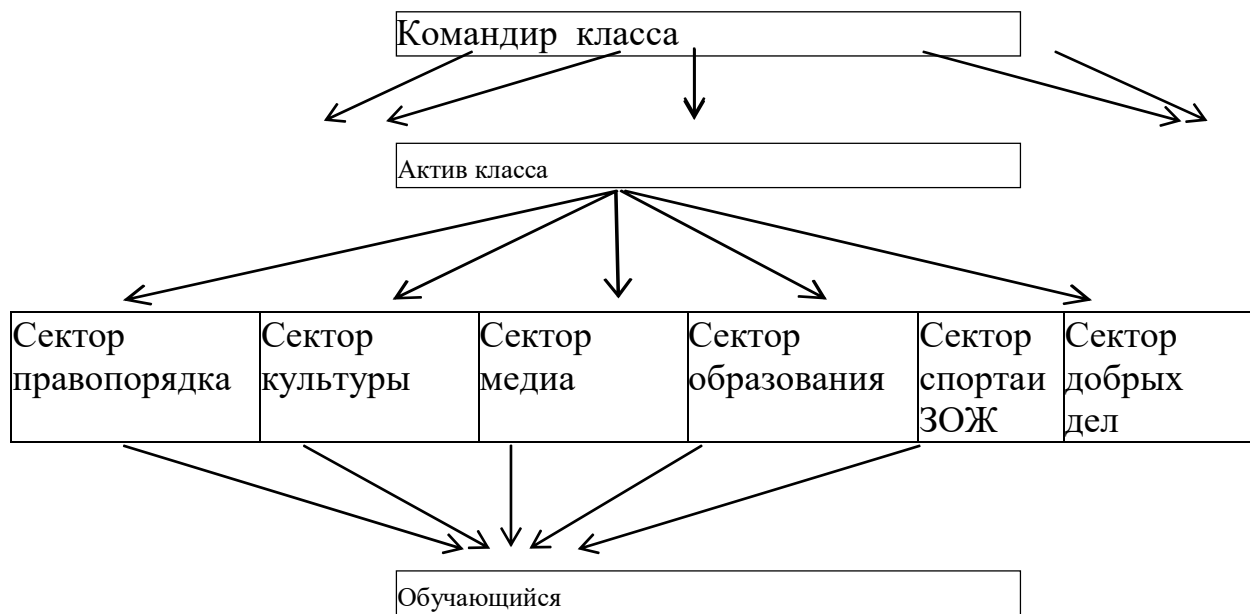 Командир класса
Актив класса
Сектор правопорядка
Сектор культуры
Сектор медиа
Сектор образования
Сектор спортаи ЗОЖ
Сектор добрых дел
Обучающийся